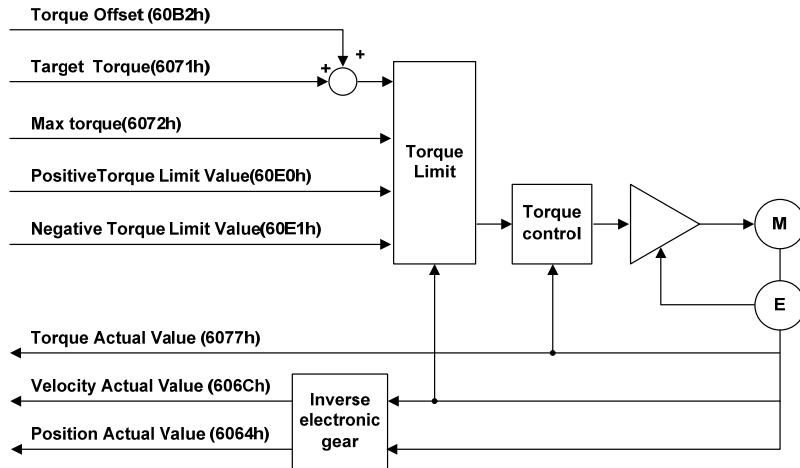 Torque Offset (60B2h)
+
Target Torque(6071h)
+
Max torque(6072h)
PositiveTorque Limit Value(60E0h)
Negative Torque Limit Value(60E1h)
Torque
Limit
Torque
control
M
E
Torque Actual Value (6077h)
Velocity Actual Value (606Ch)
Position Actual Value (6064h)
Inverse
electronic
gear